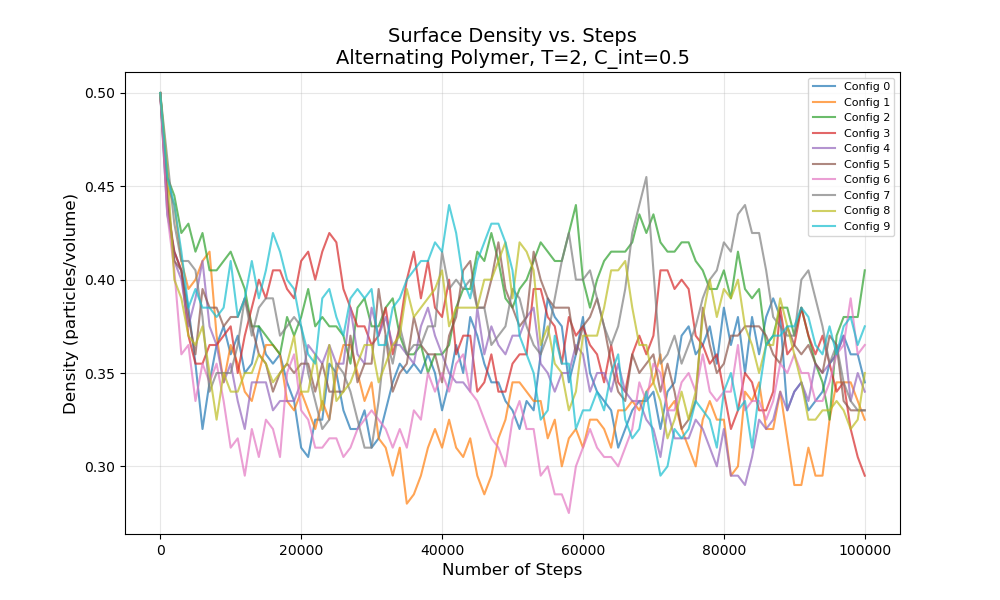 Surface Density vs. Steps
Alternating Polymer, T=2, C_int=0.5
Density (particles/volume)
0.50
0.45
0.40
0.35
0.30
Config 0
Config 1
Config 2
Config 3
Config 4
Config 5
Config 6
Config 7
Config 8
Config 9
0 20000 40000 60000 80000 100000
Number of Steps